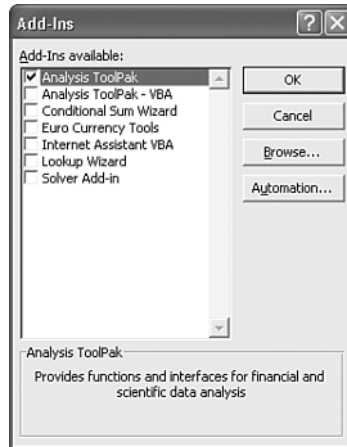 Add-Ins
Add-Ins available:
Analysis ToolPak
Analysis ToolPak - VBA
Conditional Sum Wizard
Euro Currency Tools
Internet Assistant VBA
Lookup Wizard
Solver Add-in
OK
Cancel
Browse...
Automation...
Analysis ToolPak
Provides functions and interfaces for financial and
scientific data analysis